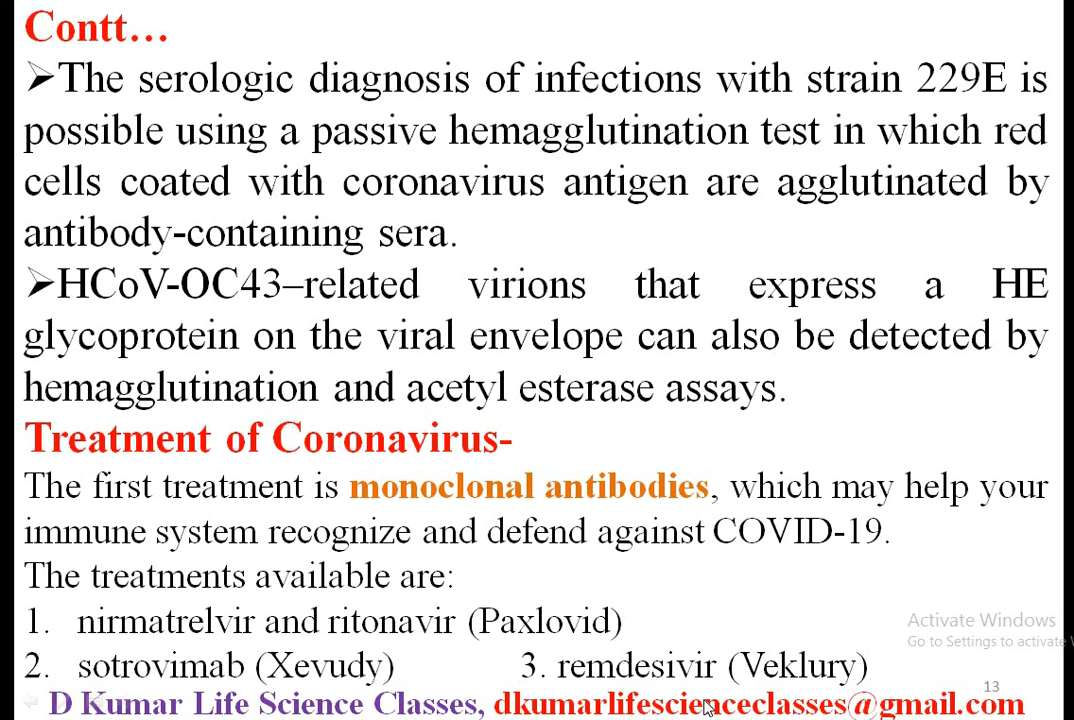 Contt...
➢The serologic diagnosis of infections with strain 229E is
possible using a passive hemagglutination test in which red
cells coated with coronavirus antigen are agglutinated by
antibody-containing sera.
➢HCoV-OC43–related virions that express a HE
glycoprotein on the viral envelope can also be detected by
hemagglutination and acetyl esterase assays.
Treatment of Coronavirus-
The first treatment is monoclonal antibodies, which may help your
immune system recognize and defend against COVID-19.
The treatments available are:
1. nirmatrelvir and ritonavir (Paxlovid)
2. sotrovimab (Xevudy) 3. remdesivir (Veklury)
Activate Windows
Go to Settings to activate W
13
D Kumar Life Science Classes, dkumarlifescienceclasses@gmail.com